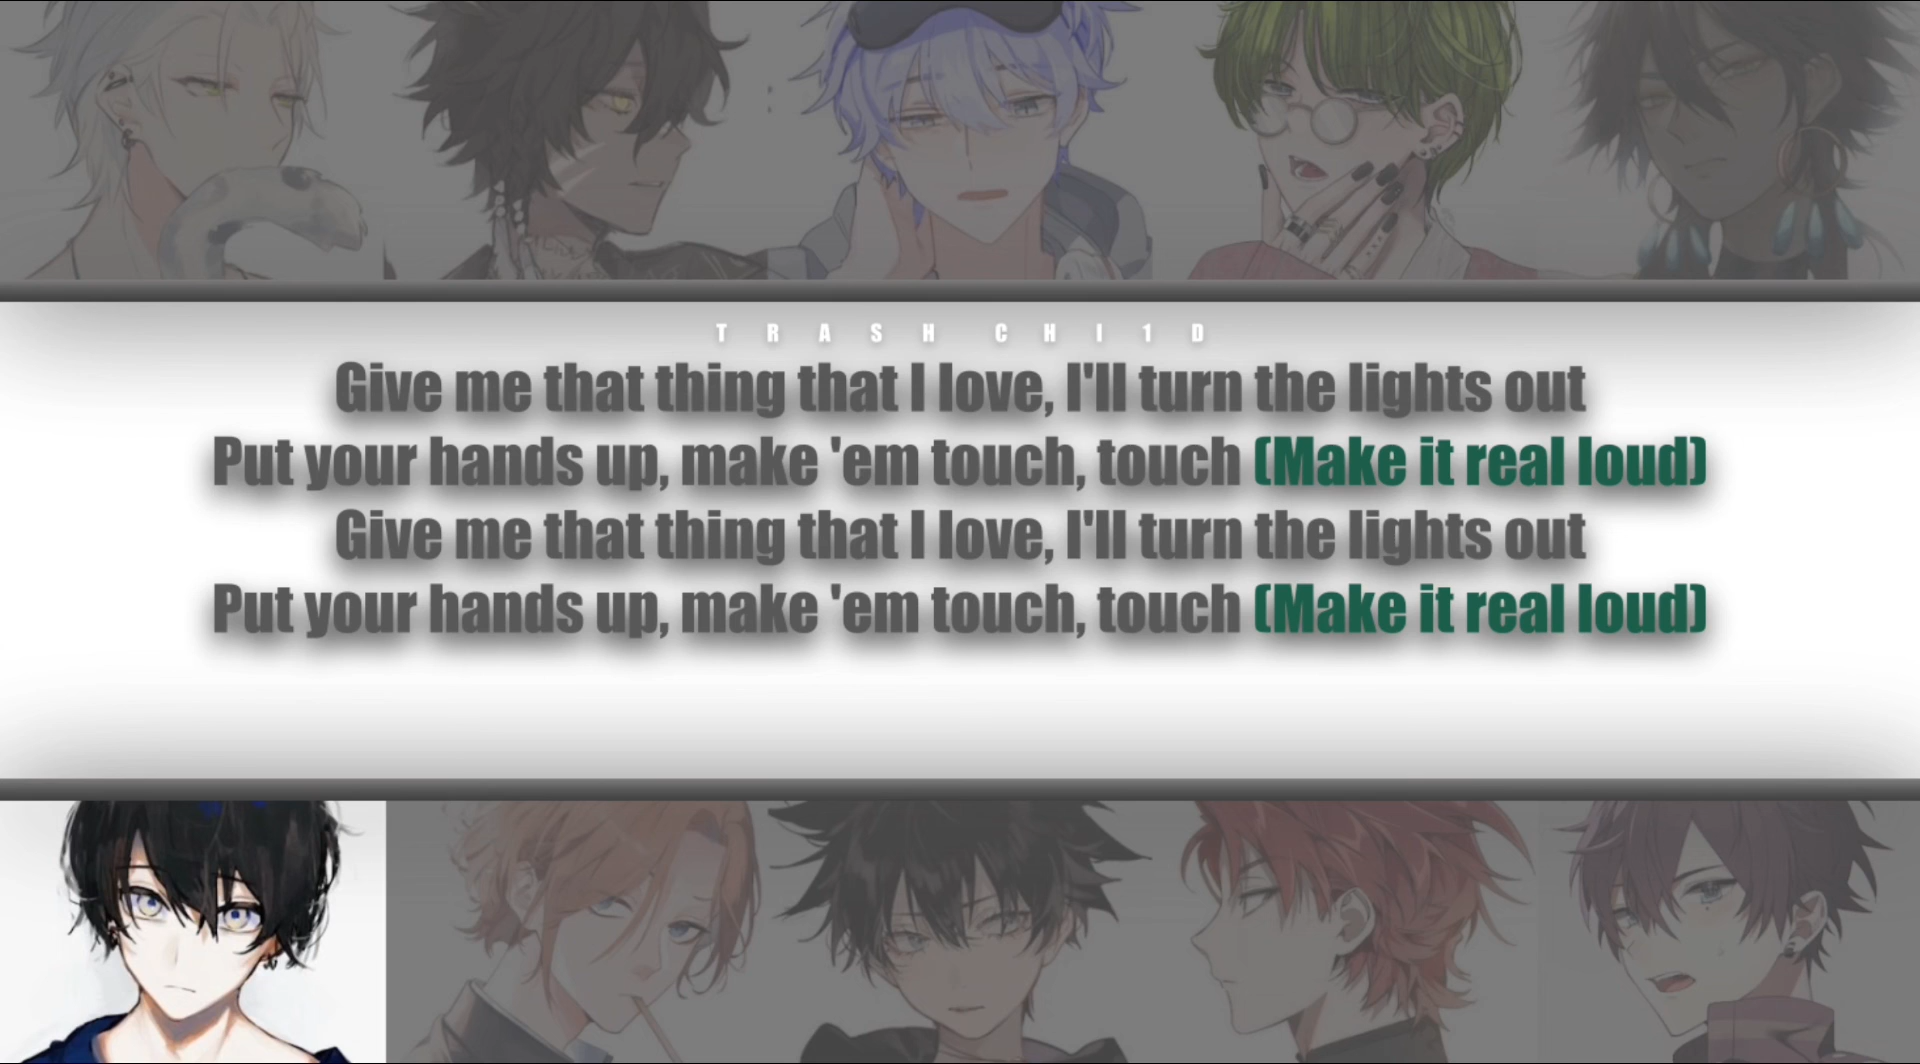 TRASH CHI1D
Give me that thing that I love, I'll turn the lights out
Put your hands up, make 'em touch, touch (Make it real loud)
Give me that thing that I love, I'll turn the lights out
Put your hands up, make 'em touch, touch (Make it real loud)